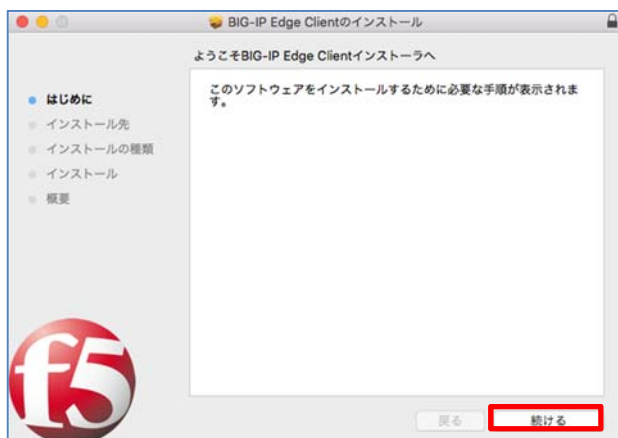 BIG-IP Edge Clientのインストール
ようこそBIG-IP Edge Clientインストーラへ
はじめに
インストール先
インストールの種類
インストール
概要
このソフトウェアをインストールするために必要な手順が表示されま
す。
f5
戻る
続ける